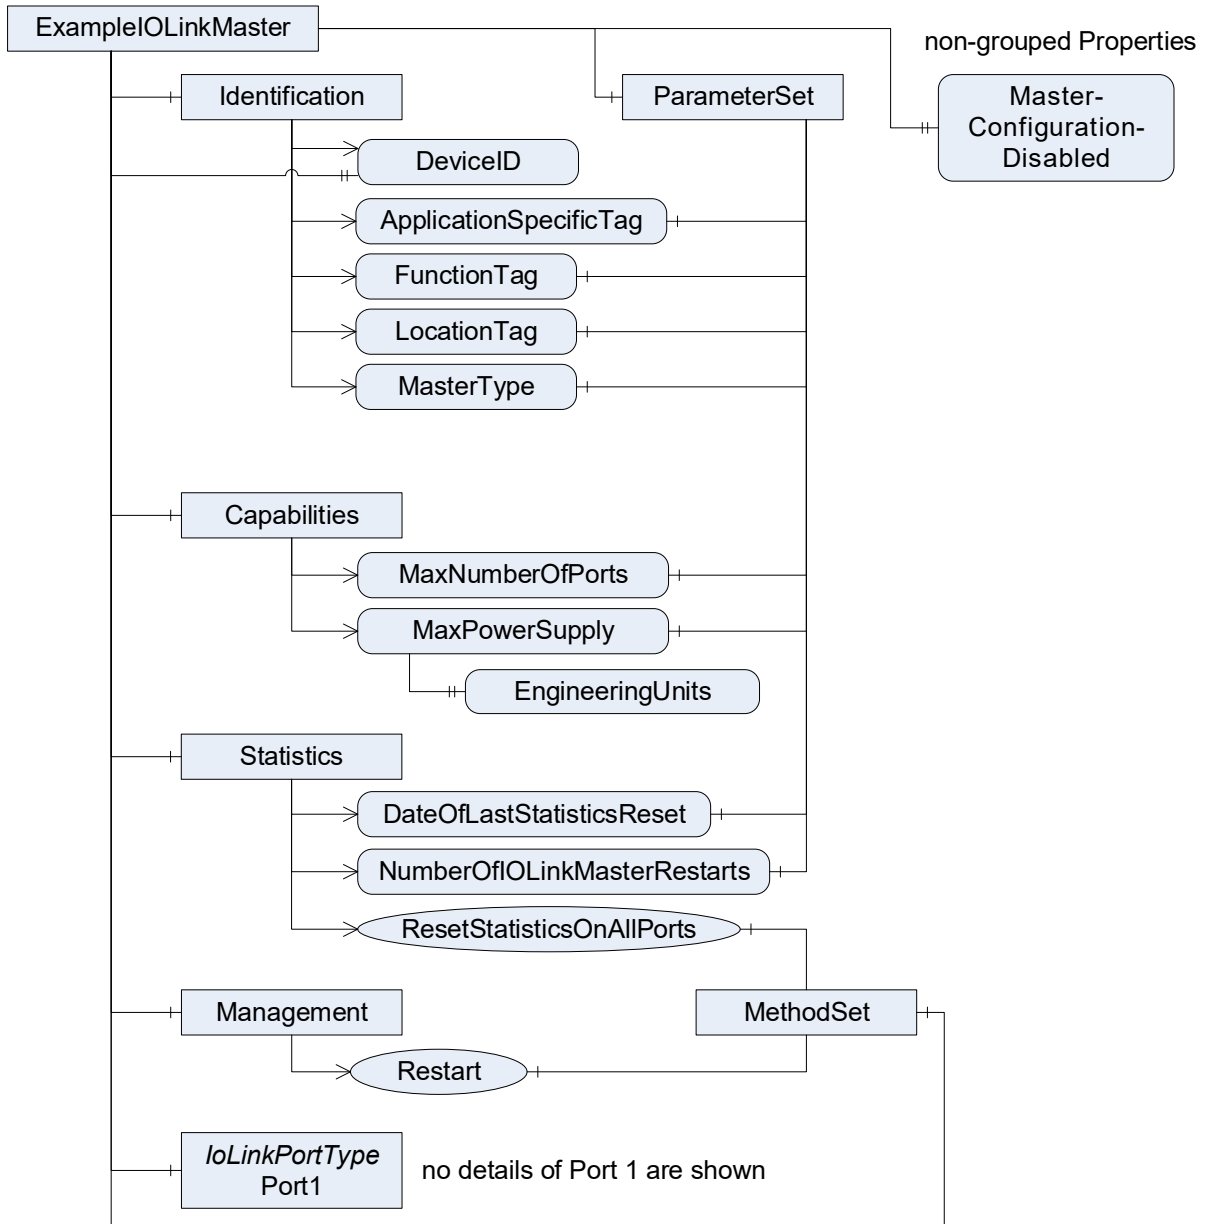 ExampleIOLinkMaster
non-grouped Properties
Identification
ParameterSet
Master-
Configuration-
Disabled
DeviceID
ApplicationSpecificTag
FunctionTag
LocationTag
MasterType
Capabilities
MaxNumberOfPorts
MaxPowerSupply
EngineeringUnits
Statistics
DateOfLastStatisticsReset
NumberOfIOLinkMasterRestarts
ResetStatisticsOnAllPorts
Management
MethodSet
Restart
IoLinkPortType
Port1
no details of Port 1 are shown